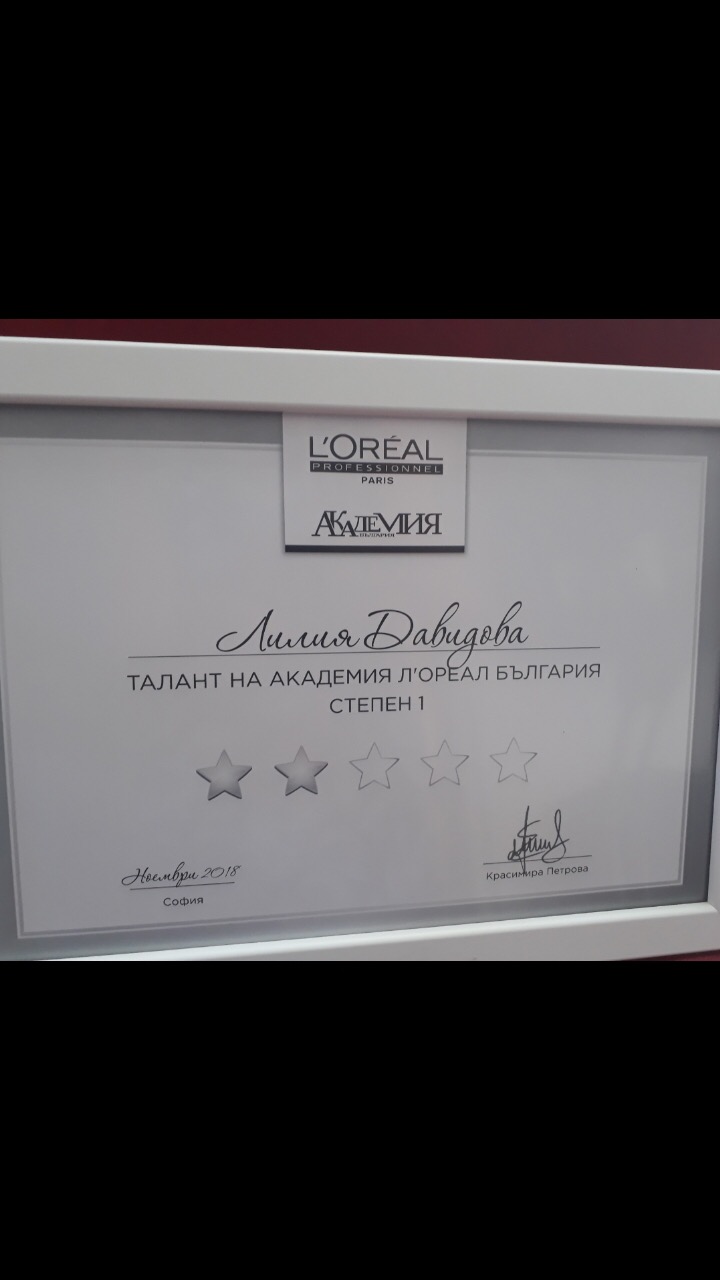 L'ORÉAL
PROFESSIONNEL
PARIS
АКАДЕМИЯ
БЪЛГАРИЯ
Лилия Давидова
ТАЛАНТ НА АКАДЕМИЯ Л'ОРЕАЛ БЪЛГАРИЯ
СТЕПЕН 1
Ноември 2018
София
Красимира Петрова